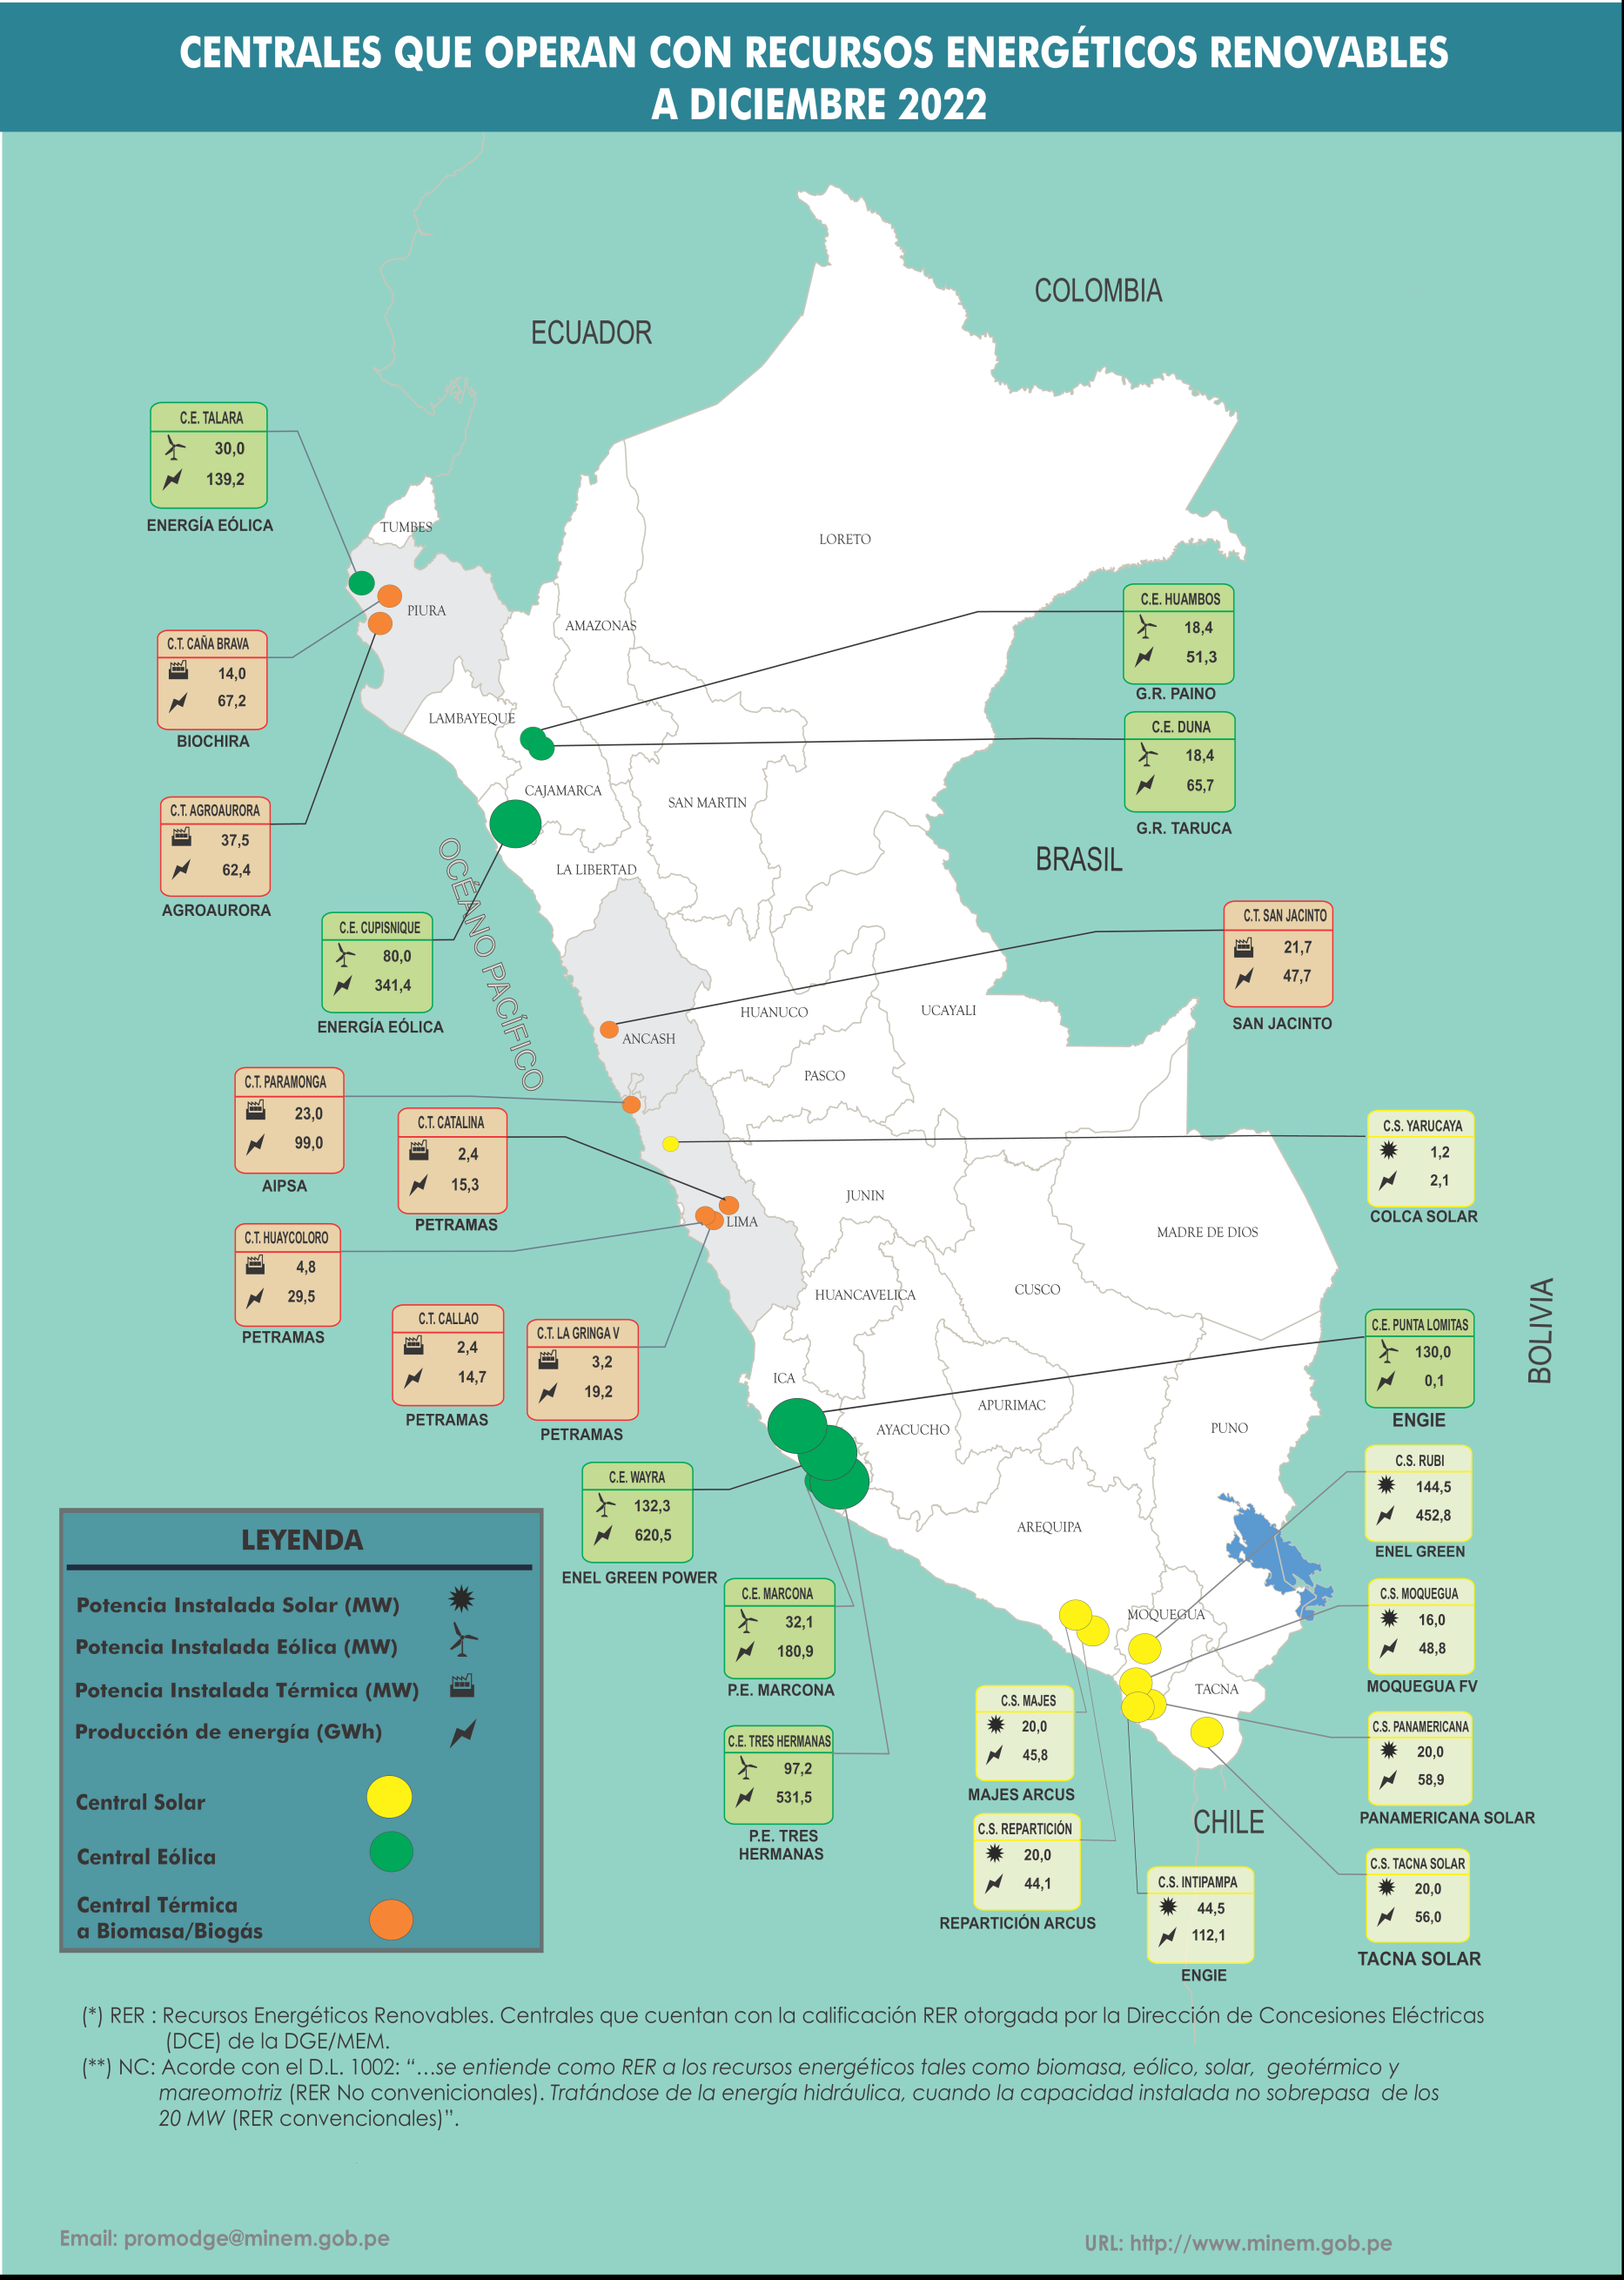 CENTRALES QUE OPERAN CON RECURSOS ENERGÉTICOS RENOVABLES
A DICIEMBRE 2022
COLOMBIA
ECUADOR
C.E. TALARA
30,0
139,2
ENERGÍA EÓLICA
TUMBES
LORETO
PIURA
AMAZONAS
C.E. HUAMBOS
18,4
51,3
G.R. PAINO
C.T. CAÑA BRAVA
14,0
67,2
BIOCHIRA
LAMBAYEQUE
C.E. DUNA
18,4
65,7
G.R. TARUCA
CAJAMARCA
SAN MARTIN
C.T. AGROAURORA
37,5
62,4
AGROAURORA
OCÉANO PACÍFICO
BRASIL
LA LIBERTAD
C.E. CUPISNIQUE
80,0
341,4
ENERGÍA EÓLICA
C.T. SAN JACINTO
21,7
47,7
SAN JACINTO
HUANUCO
UCAYALI
ANCASH
PASCO
C.T. PARAMONGA
23,0
99,0
AIPSA
C.T. CATALINA
2,4
15,3
PETRAMAS
C.S. YARUCAYA
1,2
2,1
COLCA SOLAR
JUNIN
LIMA
MADRE DE DIOS
C.T. HUAYCOLORO
4,8
29,5
PETRAMAS
HUANCAVELICA
CUSCO
BOLIVIA
C.T. CALLAO
2,4
14,7
PETRAMAS
C.T. LA GRINGA V
3,2
19,2
PETRAMAS
C.E. PUNTA LOMITAS
130,0
0,1
ENGIE
ICA
APURIMAC
AYACUCHO
PUNO
C.E. WAYRA
132,3
620,5
ENEL GREEN POWER
C.S. RUBI
144,5
452,8
ENEL GREEN
AREQUIPA
C.E. MARCONA
32,1
180,9
P.E. MARCONA
MOQUEGUA
C.S. MOQUEGUA
16,0
48,8
MOQUEGUA FV
TACNA
C.S. MAJES
20,0
45,8
MAJES ARCUS
C.S. PANAMERICANA
20,0
58,9
PANAMERICANA SOLAR
C.E. TRES HERMANAS
97,2
531,5
P.E. TRES
HERMANAS
CHILE
C.S. REPARTICIÓN
20,0
44,1
REPARTICIÓN ARCUS
C.S. INTIPAMPA
44,5
112,1
ENGIE
C.S. TACNA SOLAR
20,0
56,0
TACNA SOLAR
LEYENDA
Potencia Instalada Solar (MW)
Potencia Instalada Eólica (MW)
Potencia Instalada Térmica (MW)
Producción de energía (GWh)
Central Solar
Central Eólica
Central Térmica
a Biomasa/Biogás
(*) RER : Recursos Energéticos Renovables. Centrales que cuentan con la calificación RER otorgada por la Dirección de Concesiones Eléctricas
(DCE) de la DGE/MEM.
(**) NC: Acorde con el D.L. 1002: “...se entiende como RER a los recursos energéticos tales como biomasa, eólico, solar, geotérmico y
mareomotriz (RER No convenicionales). Tratándose de la energía hidráulica, cuando la capacidad instalada no sobrepasa de los
20 MW (RER convencionales)”.
Email: promodge@minem.gob.pe
URL: http://www.minem.gob.pe